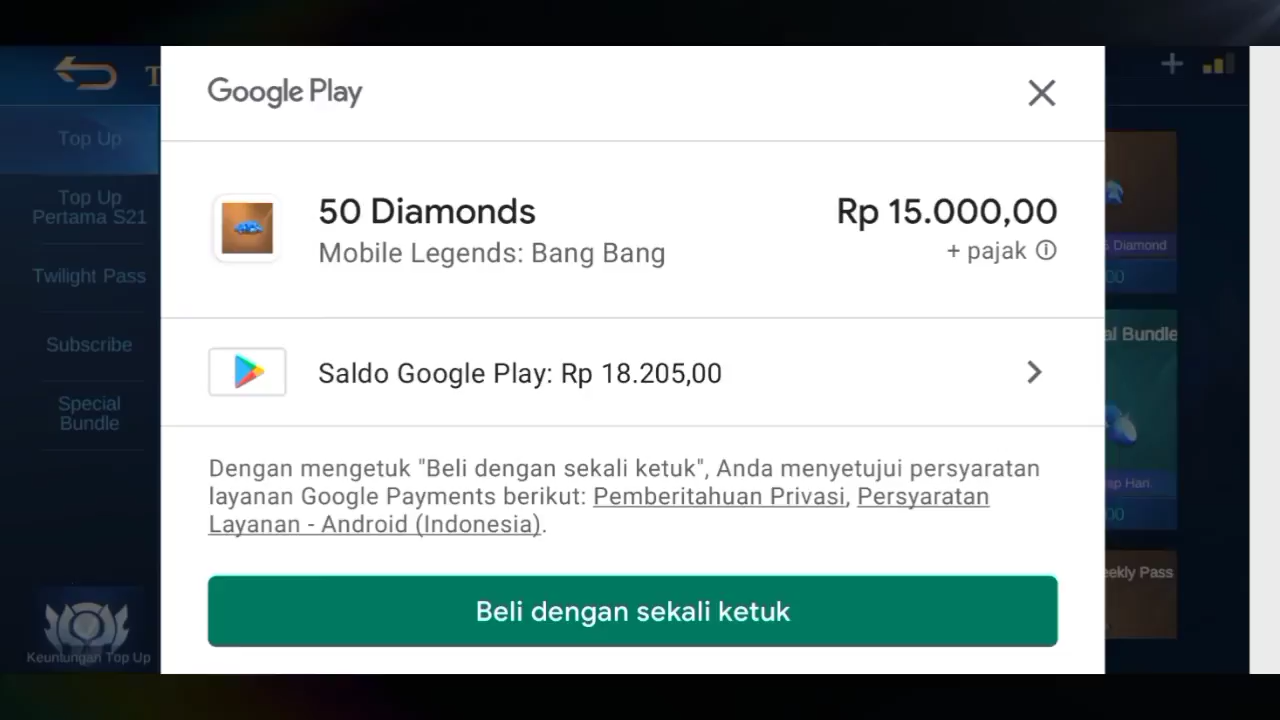 Google Play
50 Diamonds
Rp 15.000,00
Mobile Legends: Bang Bang
+ pajak
Saldo Google Play: Rp 18.205,00
Dengan mengetuk "Beli dengan sekali ketuk", Anda menyetujui persyaratan
layanan Google Payments berikut: Pemberitahuan Privasi, Persyaratan
Layanan - Android (Indonesia).
Beli dengan sekali ketuk
Top Up
Top Up
Pertama S21
Twilight Pass
Subscribe
Special
Bundle
Keuntungan Top Up
Diamond
Bundle
Pass